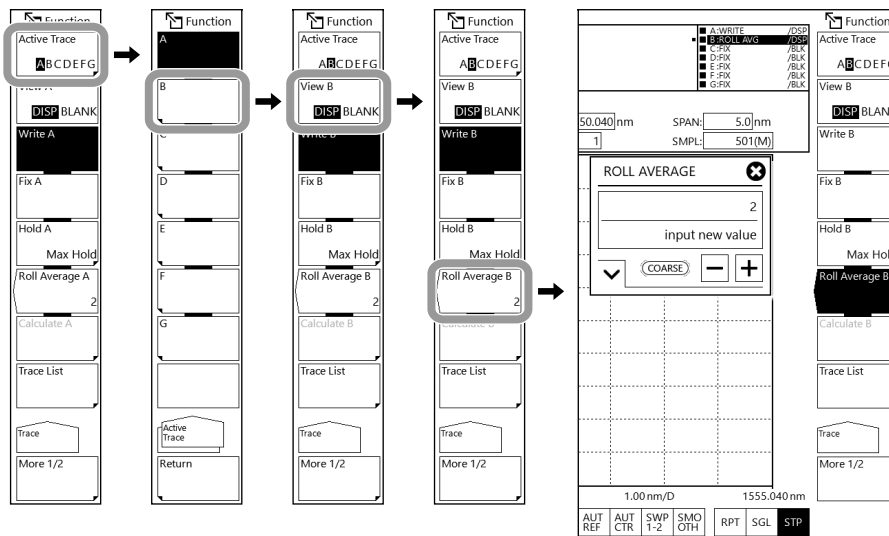 Function
Active Trace
ABCDEFG
View A
DISP BLANK
Write A
Fix A
Hold A
Max Hold
Roll Average A
2
Calculate A
Trace List
Trace
More 1/2
Function
A
B
C
D
E
F
G
Active
Trace
Return
Function
Active Trace
ABCDEFG
View B
DISP BLANK
Write B
Fix B
Hold B
Max Hold
Roll Average B
2
Calculate B
Trace List
Trace
More 1/2
Function
Active Trace
ABCDEFG
View B
DISP BLANK
Write B
Fix B
Hold B
Max Hold
Roll Average B
2
Calculate B
Trace List
Trace
More 1/2
A:WRITE /DSP
B:ROLL AVG /DSP
C:FIX /BLK
D:FIX /BLK
E:FIX /BLK
F:FIX /BLK
G:FIX /BLK
50.040 nm SPAN: 5.0 nm
1 SMPL: 501(M)
ROLL AVERAGE
2
input new value
COARSE
1.00 nm/D 1555.040 nm
AUT REF
AUT CTR
SWP 1-2
SMO OTH
RPT
SGL
STP
Function
Active Trace
ABCDEFG
View B
DISP BLANK
Write B
Fix B
Hold B
Max Hol
Roll Average B
Calculate B
Trace List
Trace
More 1/2